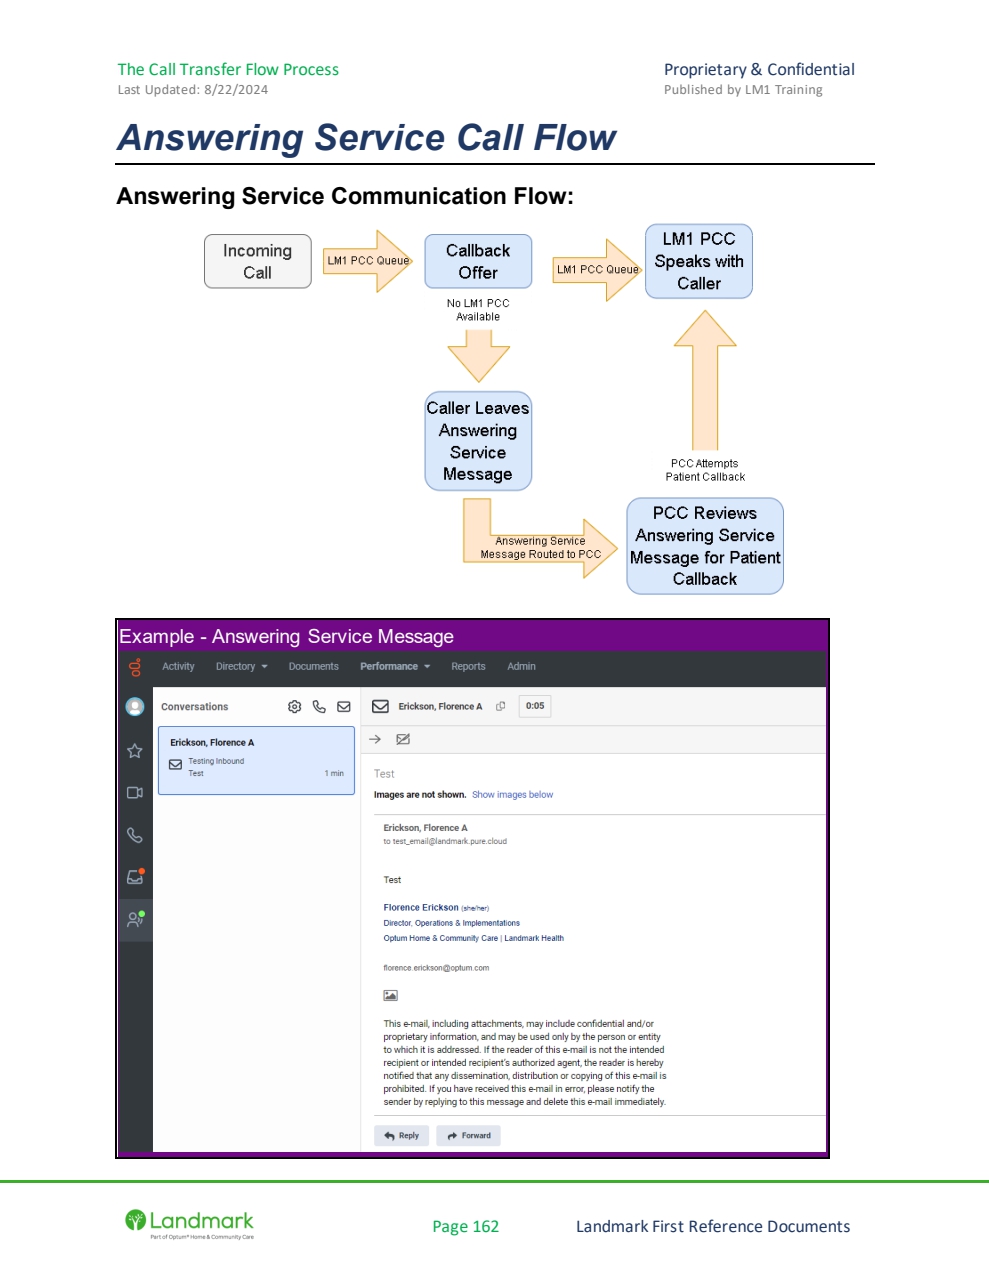 The Call Transfer Flow Process
Proprietary & Confidential
Last Updated: 8/22/2024
Published by LM1 Training
Answering Service Call Flow
Answering Service Communication Flow:
Incoming
Call
LM1 PCC Queue
Callback
Offer
LM1 PCC Queue
LM1 PCC
Speaks with
Caller
No LM1 PCC
Available
Caller Leaves
Answering
Service
Message
PCC Attempts
Patient Callback
Answering Service
Message Routed to PCC
PCC Reviews
Answering Service
Message for Patient
Callback
Example - Answering Service Message
Activity Directory Documents Performance Reports Admin
Conversations
Erickson, Florence A
0:05
Erickson, Florence A
Testing Inbound
Test
1 min
Test
Images are not shown. Show images below
Erickson, Florence A
to test_email@landmark.pure.cloud
Test
Florence Erickson (she/her)
Director, Operations & Implementations
Optum Home & Community Care | Landmark Health
florence.erickson@optum.com
This e-mail, including attachments, may include confidential and/or
proprietary information, and may be used only by the person or entity
to which it is addressed. If the reader of this e-mail is not the intended
recipient or intended recipient's authorized agent, the reader is hereby
notified that any dissemination, distribution or copying of this e-mail is
prohibited. If you have received this e-mail in error, please notify the
sender by replying to this message and delete this e-mail immediately.
Reply
Forward
Landmark
Part of Optum® Home & Community Care
Page 162
Landmark First Reference Documents